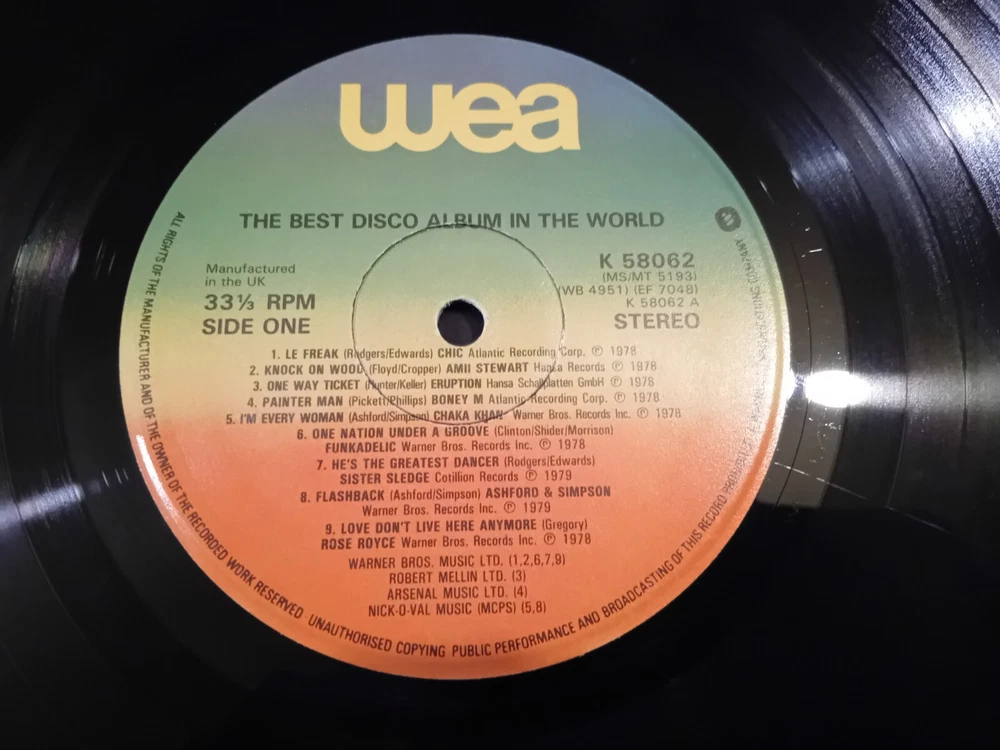 wea
THE BEST DISCO ALBUM IN THE WORLD
Manufactured
in the UK
33⅓ RPM
SIDE ONE
K 58062
(MS/MT 5193)
(WB 4951) (EF 7048)
K 58062 A
STEREO
1. LE FREAK (Rodgers/Edwards) CHIC Atlantic Recording Corp. ℗ 1978
2. KNOCK ON WOOD (Floyd/Cropper) AMII STEWART Hansa Records ℗ 1978
3. ONE WAY TICKET (Hunter/Keller) ERUPTION Hansa Schallplatten GmbH ℗ 1978
4. PAINTER MAN (Pickett/Phillips) BONEY M Atlantic Recording Corp. ℗ 1978
5. I'M EVERY WOMAN (Ashford/Simpson) CHAKA KHAN Warner Bros. Records Inc. ℗ 1978
6. ONE NATION UNDER A GROOVE (Clinton/Shider/Morrison)
FUNKADELIC Warner Bros. Records Inc. ℗ 1978
7. HE'S THE GREATEST DANCER (Rodgers/Edwards)
SISTER SLEDGE Cotillion Records ℗ 1979
8. FLASHBACK (Ashford/Simpson) ASHFORD & SIMPSON
Warner Bros. Records Inc. ℗ 1979
9. LOVE DON'T LIVE HERE ANYMORE (Gregory)
ROSE ROYCE Warner Bros. Records Inc. ℗ 1978
WARNER BROS. MUSIC LTD. (1,2,6,7,9)
ROBERT MELLIN LTD. (3)
ARSENAL MUSIC LTD. (4)
NICK-O-VAL MUSIC (MCPS) (5,8)
ALL RIGHTS OF THE MANUFACTURER AND OF THE OWNER OF THE RECORDED WORK RESERVED UNAUTHORISED COPYING PUBLIC PERFORMANCE AND BROADCASTING OF THIS RECORD